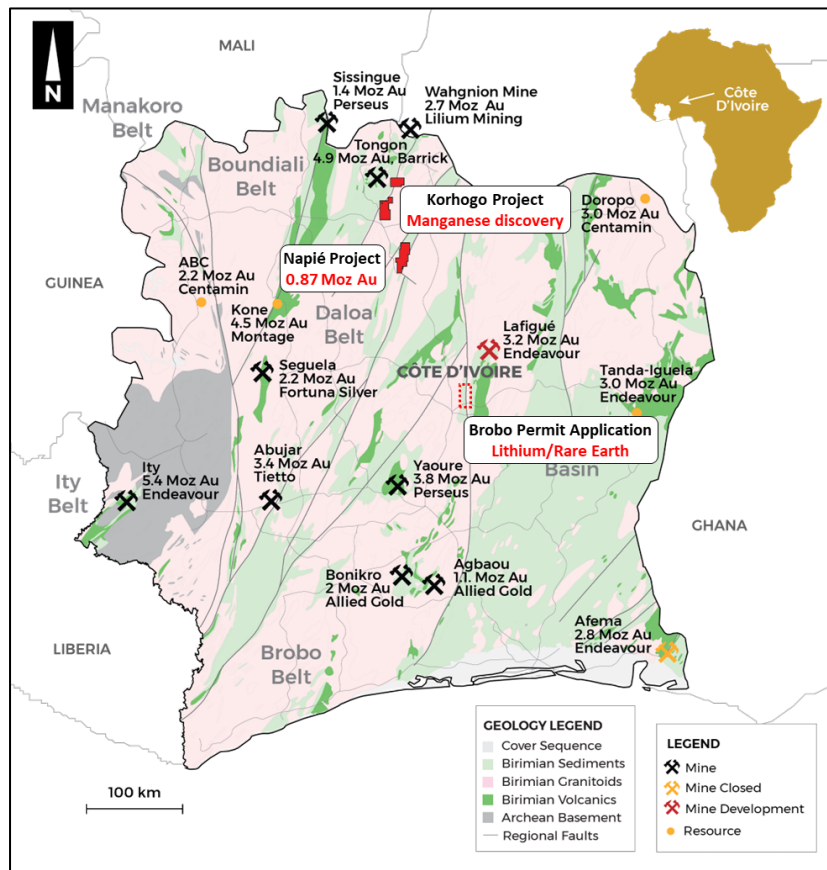 MALI
N
Sissingue
1.4 Moz Au
Perseus
Wahgnion Mine
2.7 Moz Au
Lilium Mining
Côte
D'Ivoire
Manakoro
Belt
Tongon
4.9 Moz Au, Barrick
Boundiali
Belt
Korhogo Project
Manganese discovery
Doropo
3.0 Moz Au
Centamin
Napié Project
0.87 Moz Au
ABC
2.2 Moz Au
Centamin
GUINEA
Kone
4.5 Moz Au
Montage
Daloa
Belt
Lafigué
3.2 Moz Au
Endeavour
Seguela
2.2 Moz Au
Fortuna Silver
CÔTE D'IVOIRE
Tanda-Iguela
3.0 Moz Au
Endeavour
Brobo Permit Application
Lithium/Rare Earth
Basin
Ity
5.4 Moz Au
Endeavour
Ity
Belt
Abujar
3.4 Moz Au
Tietto
Yaoure
3.8 Moz Au
Perseus
GHANA
Bonikro
2 Moz Au
Allied Gold
Agbaou
1.1. Moz Au
Allied Gold
Afema
2.8 Moz Au
Endeavour
LIBERIA
Brobo
Belt
GEOLOGY LEGEND
Cover Sequence
Birimian Sediments
Birimian Granitoids
Birimian Volcanics
Archean Basement
Regional Faults
LEGEND
Mine
Mine Closed
Mine Development
Resource
100 km